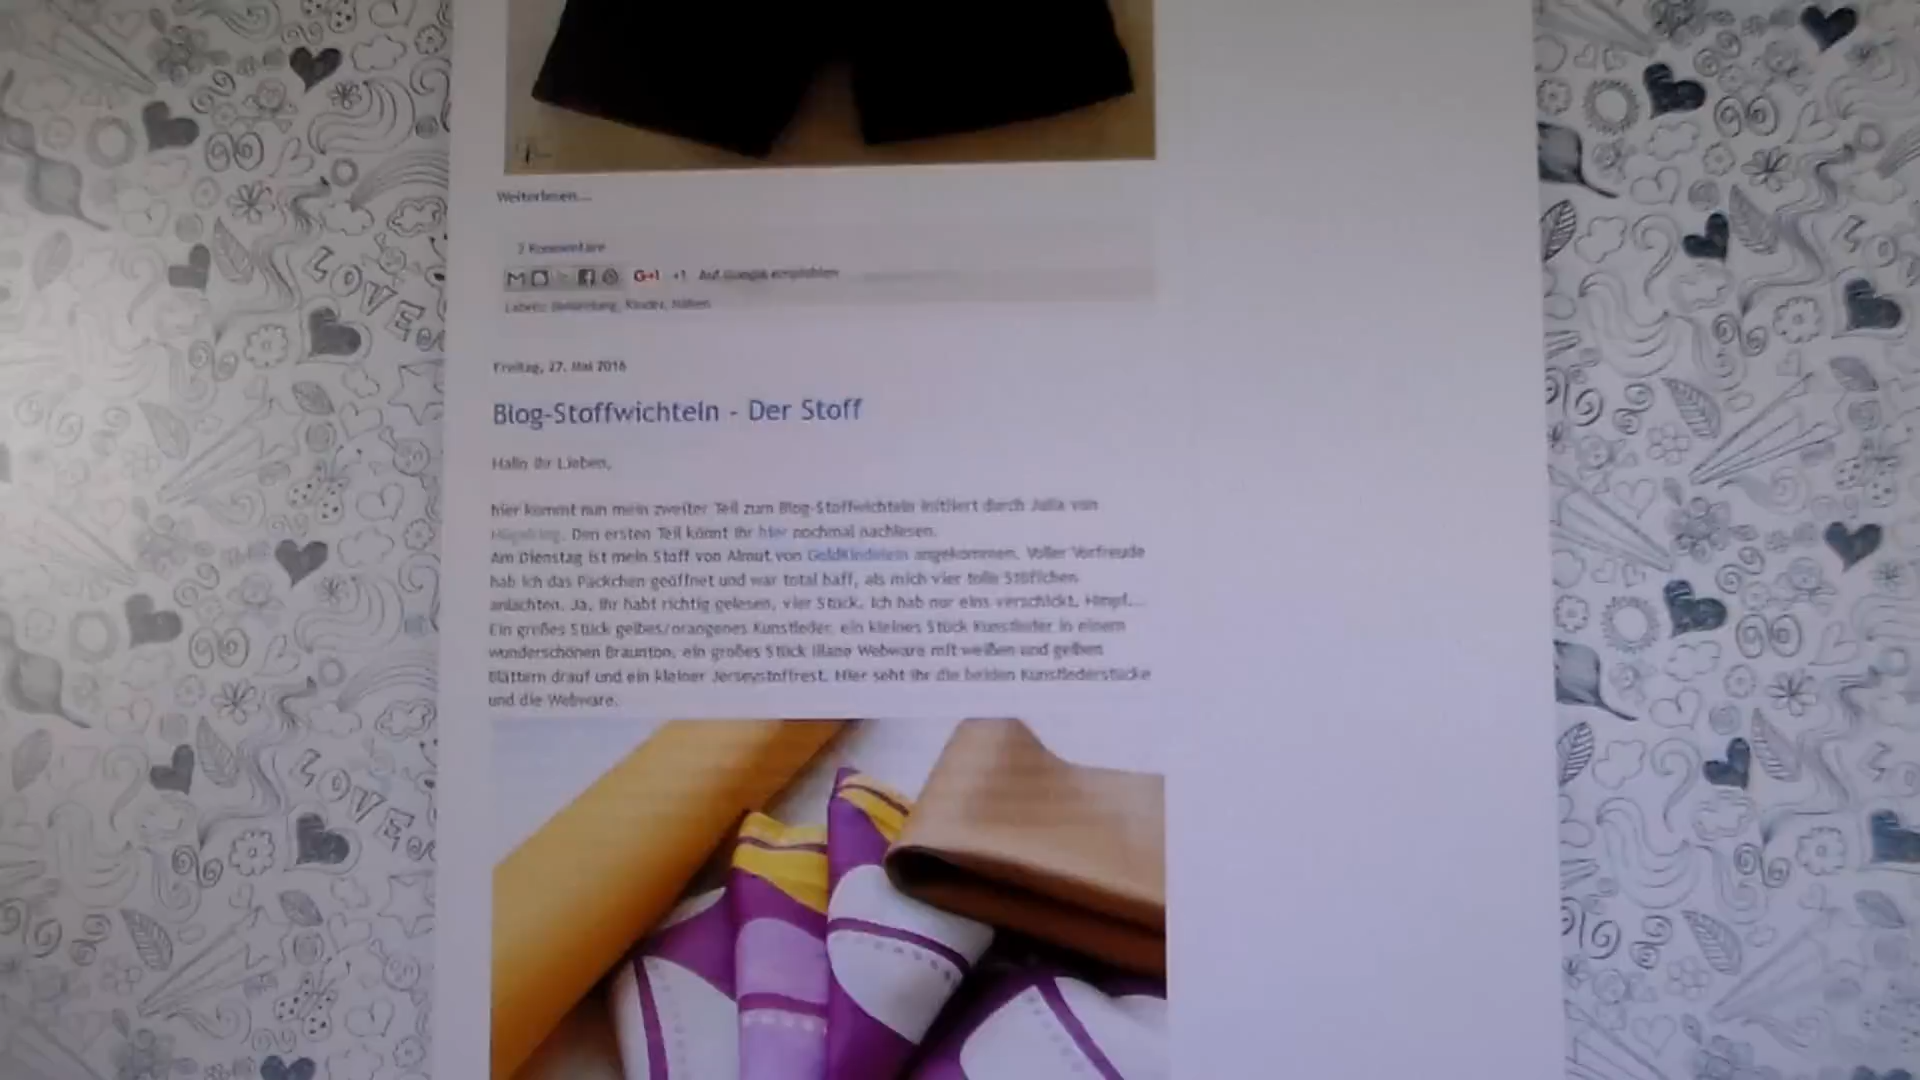 Weiterlesen...
2 Kommentare
G+1 +1 Auf Google empfehlen
Labels: Kinder, Nähen
Freitag, 27. Mai 2016
Blog-Stoffwichteln - Der Stoff
Hallo Ihr Lieben,
hier kommt nun mein zweiter Teil zum Blog-Stoffwichteln initiiert durch Julia von
Den ersten Teil könnt ihr hier nochmal nachlesen.
Am Dienstag ist mein Stoff von Almut von GoldKindelein angekommen. Voller Vorfreude
hab ich das Päckchen geöffnet und war total baff, als mich vier tolle Stöffchen
anlachten. Ja, ihr habt richtig gelesen, vier Stück. Ich hab nur eins verschickt. Hmpf...
Ein großes Stück gelbes/orangenes Kunstleder, ein kleines Stück Kunstleder in einem
wunderschönen Braunton, ein großes Stück lilane Webware mit weißen und gelben
Blättern drauf und ein kleiner Jerseystoffrest. Hier seht ihr die beiden Kunstlederstücke
und die Webware.
LOVE
LOVE